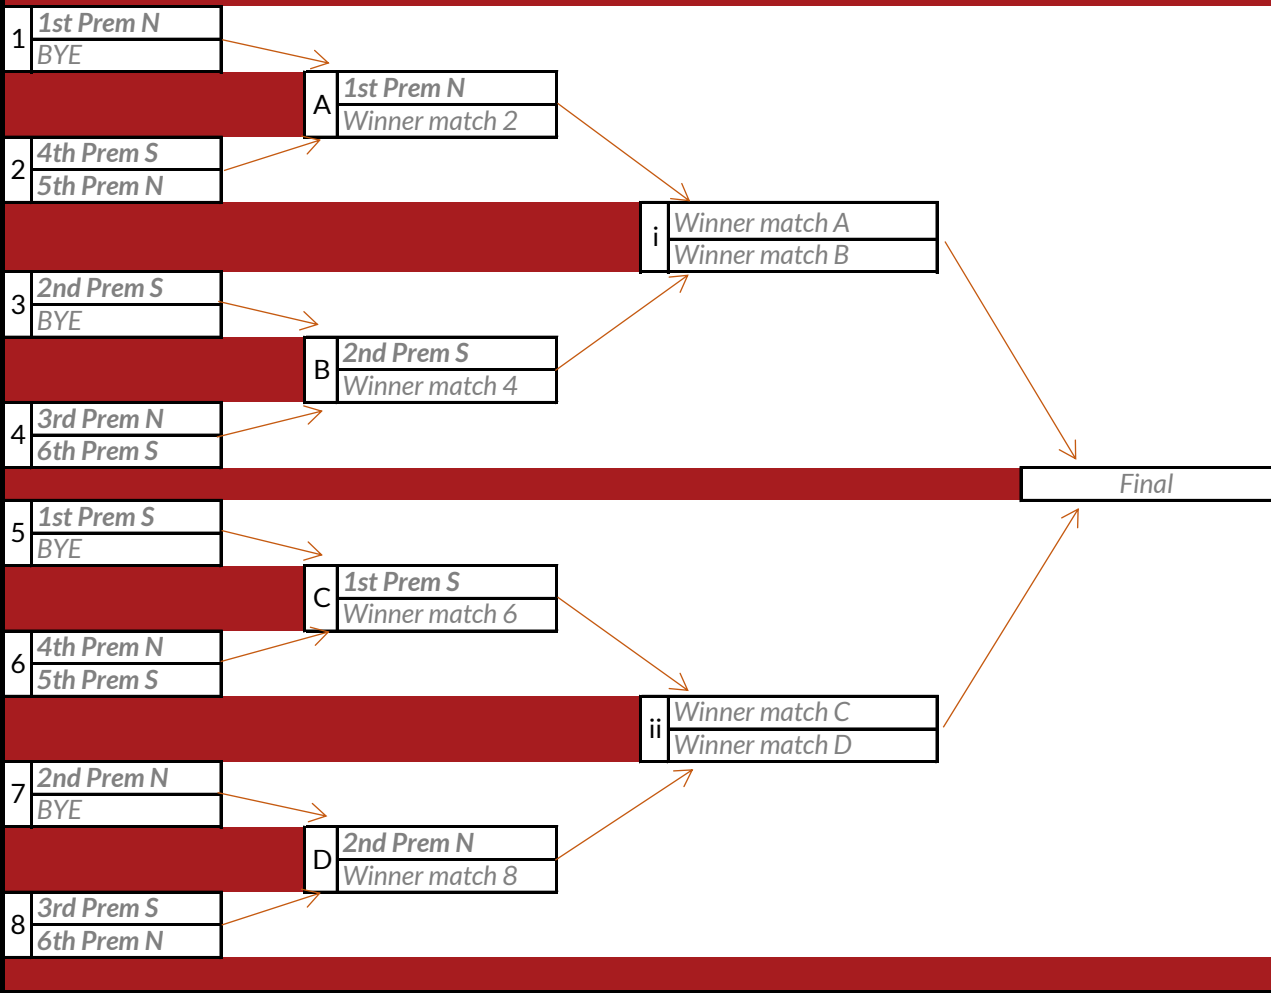 1
1st Prem N
BYE
A
1st Prem N
Winner match 2
2
4th Prem S
5th Prem N
i
Winner match A
Winner match B
3
2nd Prem S
BYE
B
2nd Prem S
Winner match 4
4
3rd Prem N
6th Prem S
Final
5
1st Prem S
BYE
C
1st Prem S
Winner match 6
6
4th Prem N
5th Prem S
ii
Winner match C
Winner match D
7
2nd Prem N
BYE
D
2nd Prem N
Winner match 8
8
3rd Prem S
6th Prem N